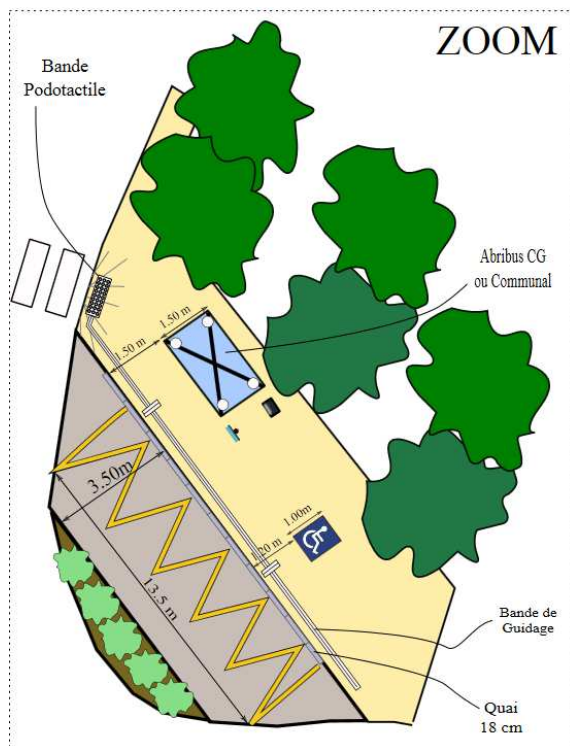 ZOOM
Bande
Podotactile
Abribus CG
ou Communal
1.50 m
1.50 m
3.50m
1.00m
.20 m
13.5 m
Bande de
Guidage
Quai
18 cm